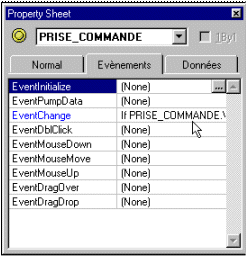 Property Sheet
PRISE_COMMANDE
Normal Evènements Données
EventInitialize (None) ...
EventPumpData (None)
EventChange If PRISE_COMMANDE.V
EventDblClick (None)
EventMouseDown (None)
EventMouseMove (None)
EventMouseUp (None)
EventDragOver (None)
EventDragDrop (None)